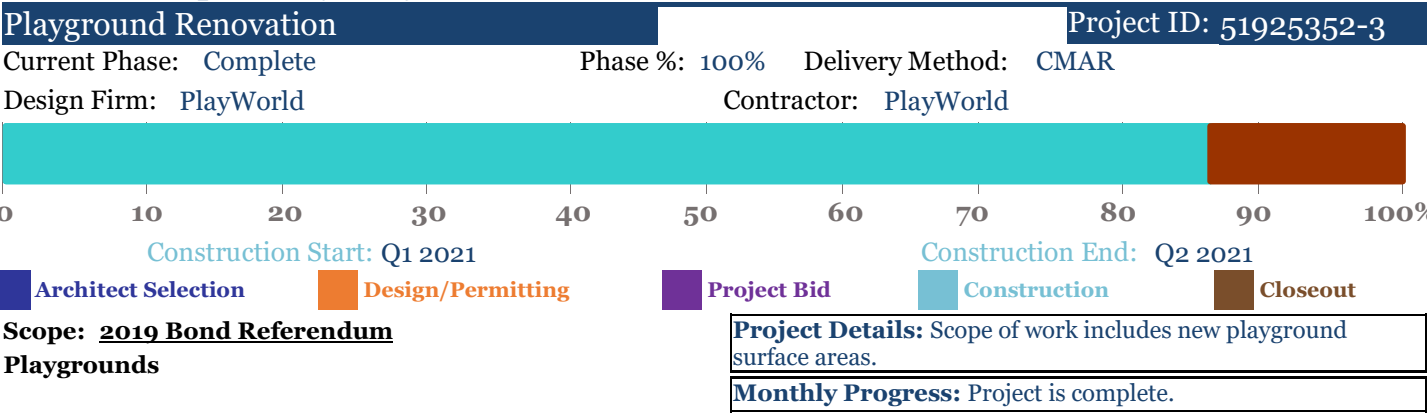 Playground Renovation Project ID: 51925352-3
Current Phase: Complete Phase %: 100% Delivery Method: CMAR
Design Firm: PlayWorld Contractor: PlayWorld
0 10 20 30 40 50 60 70 80 90 100%
Construction Start: Q1 2021 Construction End: Q2 2021
Architect Selection Design/Permitting Project Bid Construction Closeout
Scope: 2019 Bond Referendum
Playgrounds
Project Details: Scope of work includes new playground
surface areas.
Monthly Progress: Project is complete.